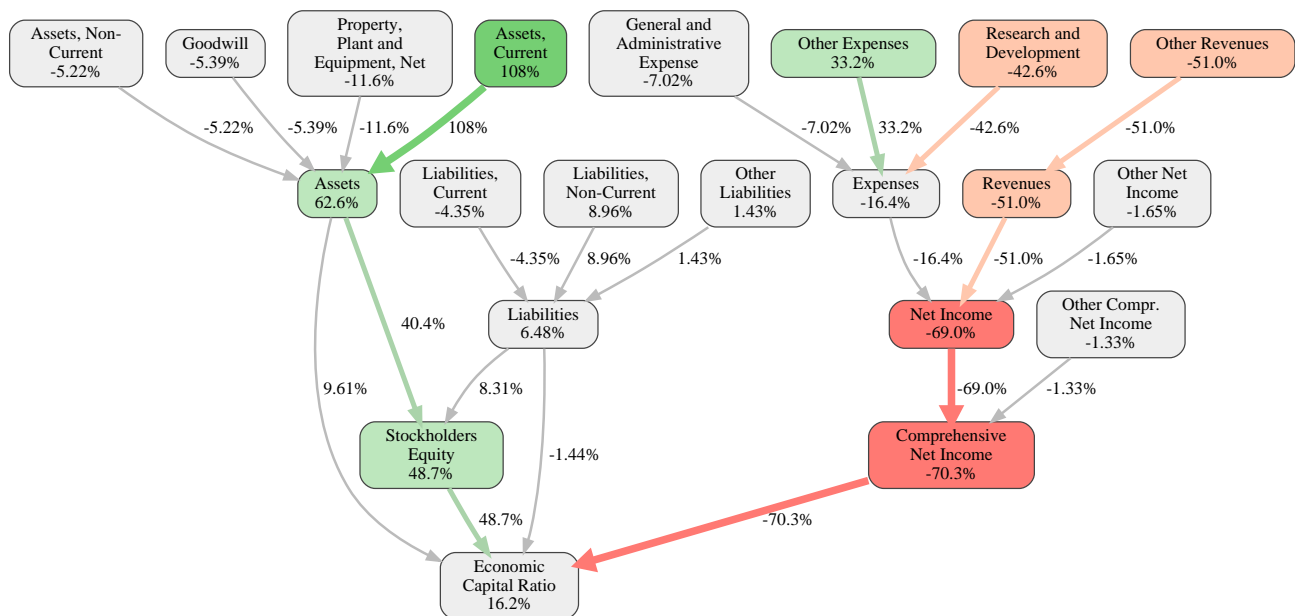 Assets, Non-
Current
-5.22%
Goodwill
-5.39%
Property,
Plant and
Equipment, Net
-11.6%
Assets,
Current
108%
General and
Administrative
Expense
-7.02%
Other Expenses
33.2%
Research and
Development
-42.6%
Other Revenues
-51.0%
-5.22%
-5.39%
-11.6%
108%
-7.02%
33.2%
-42.6%
-51.0%
Assets
62.6%
Liabilities,
Current
-4.35%
Liabilities,
Non-Current
8.96%
Other
Liabilities
1.43%
Expenses
-16.4%
Revenues
-51.0%
Other Net
Income
-1.65%
-4.35%
8.96%
1.43%
-16.4%
-51.0%
-1.65%
Liabilities
6.48%
Net Income
-69.0%
Other Compr.
Net Income
-1.33%
40.4%
9.61%
8.31%
-69.0%
-1.33%
Stockholders
Equity
48.7%
-1.44%
Comprehensive
Net Income
-70.3%
48.7%
-70.3%
Economic
Capital Ratio
16.2%